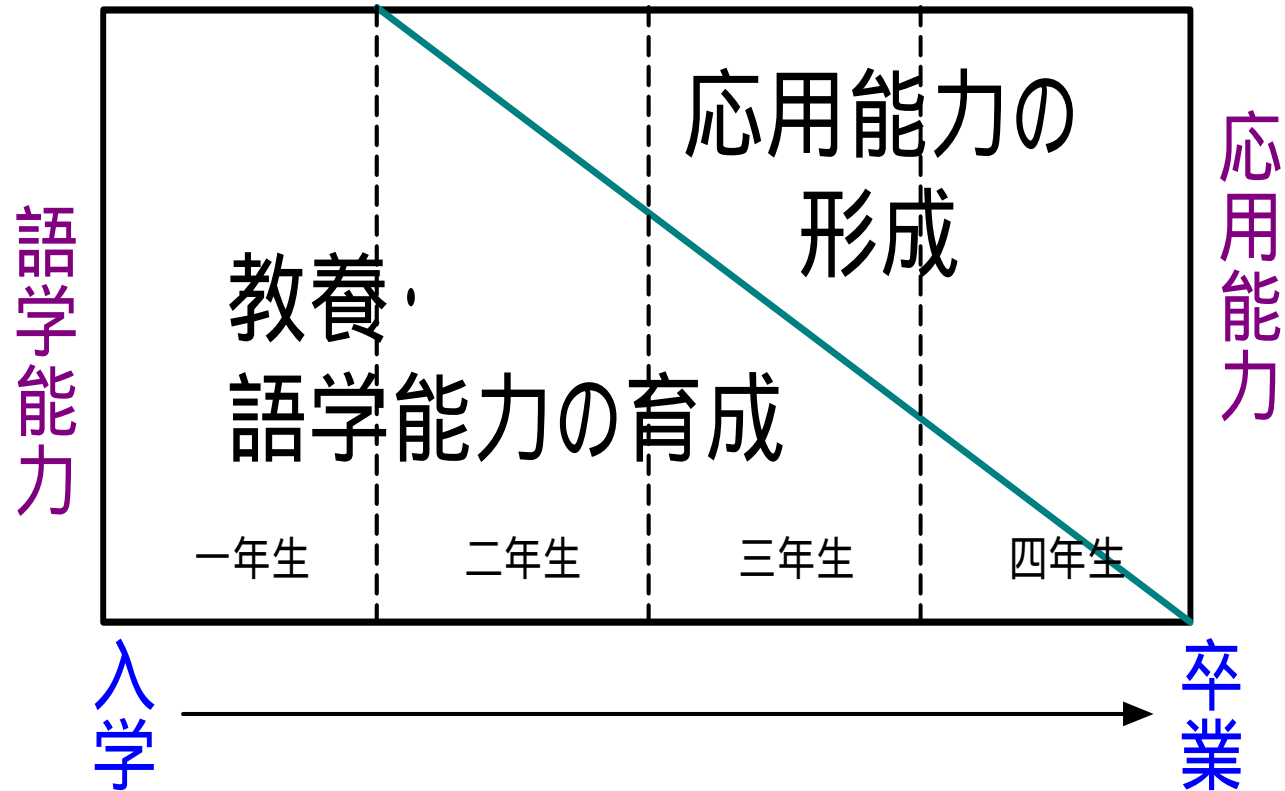 応用能力の
形成
教養・
語学能力の育成
語学能力
応用能力
一年生
二年生
三年生
四年生
入学
卒業